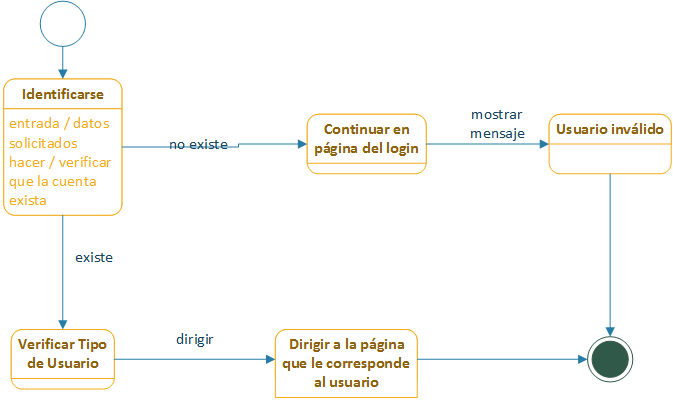 Identificarse
entrada / datos
solicitados
hacer / verificar
que la cuenta
exista
no existe
Continuar en
página del login
mostrar
mensaje
Usuario inválido
existe
Verificar Tipo
de Usuario
dirigir
Dirigir a la página
que le corresponde
al usuario